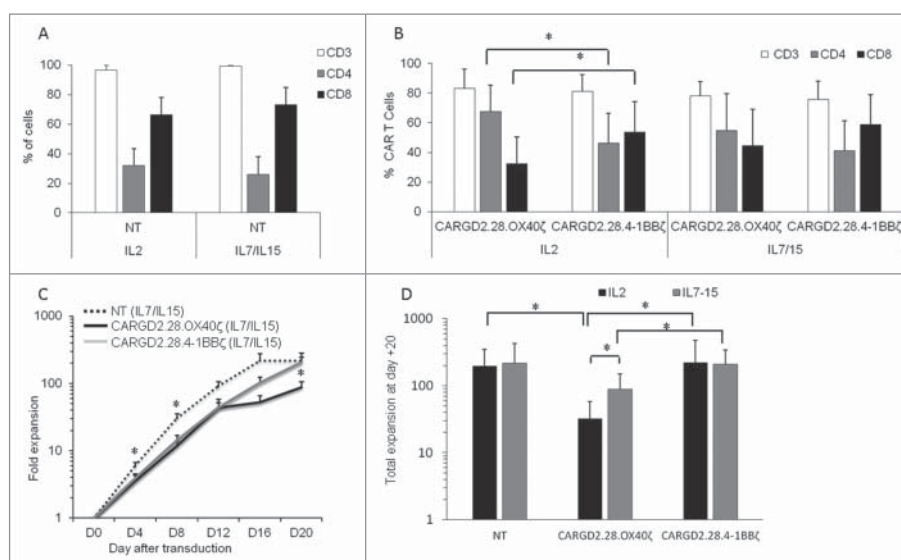 A
CD3
CD4
CD8
% of cells
100
80
60
40
20
0
NT
NT
IL2
IL7/IL15
B
*
*
CD3
CD4
CD8
% CAR T Cells
100
80
60
40
20
0
CARGD2.28.OX40ζ
CARGD2.28.4-1BBζ
CARGD2.28.OX40ζ
CARGD2.28.4-1BBζ
IL2
IL7/15
C
NT (IL7/IL15)
CARGD2.28.OX40ζ (IL7/IL15)
CARGD2.28.4-1BBζ (IL7/IL15)
Fold expansion
1000
100
10
1
*
*
*
D0
D4
D8
D12
D16
D20
Day after transduction
D
IL2
IL7-15
Total expansion at day +20
1000
100
10
1
*
*
*
*
NT
CARGD2.28.OX40ζ
CARGD2.28.4-1BBζ